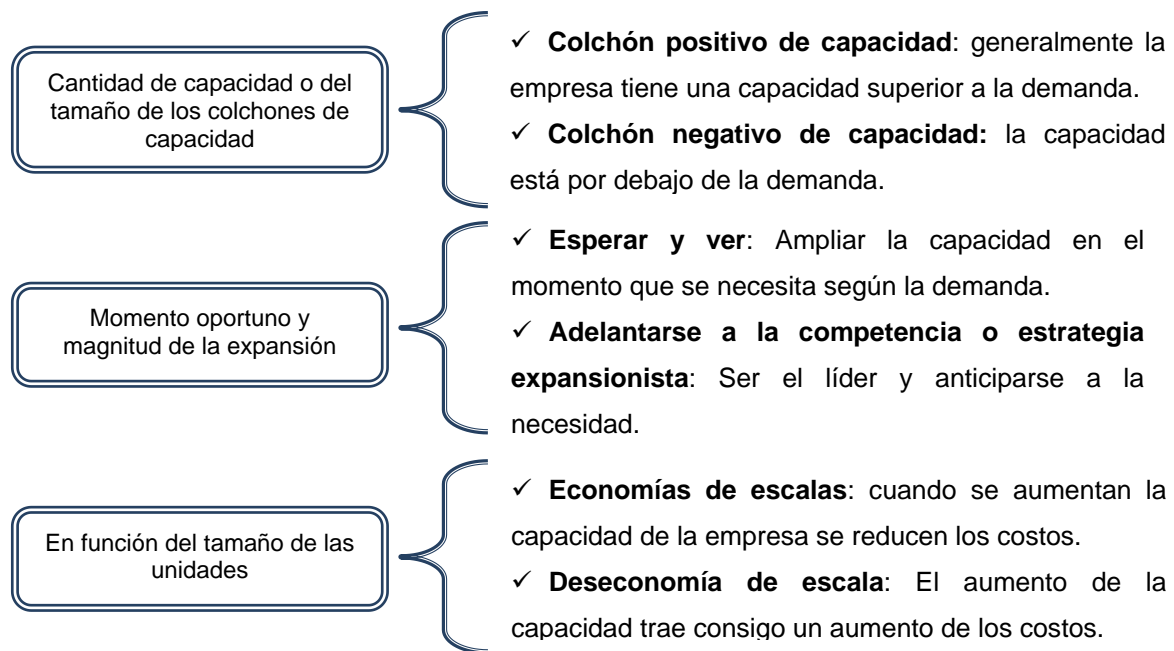 Cantidad de capacidad o del
tamaño de los colchones de
capacidad
✓ Colchón positivo de capacidad: generalmente la
empresa tiene una capacidad superior a la demanda.
✓ Colchón negativo de capacidad: la capacidad
está por debajo de la demanda.
Momento oportuno y
magnitud de la expansión
✓ Esperar y ver: Ampliar la capacidad en el
momento que se necesita según la demanda.
✓ Adelantarse a la competencia o estrategia
expansionista: Ser el líder y anticiparse a la
necesidad.
En función del tamaño de las
unidades
✓ Economías de escalas: cuando se aumentan la
capacidad de la empresa se reducen los costos.
✓ Deseconomía de escala: El aumento de la
capacidad trae consigo un aumento de los costos.